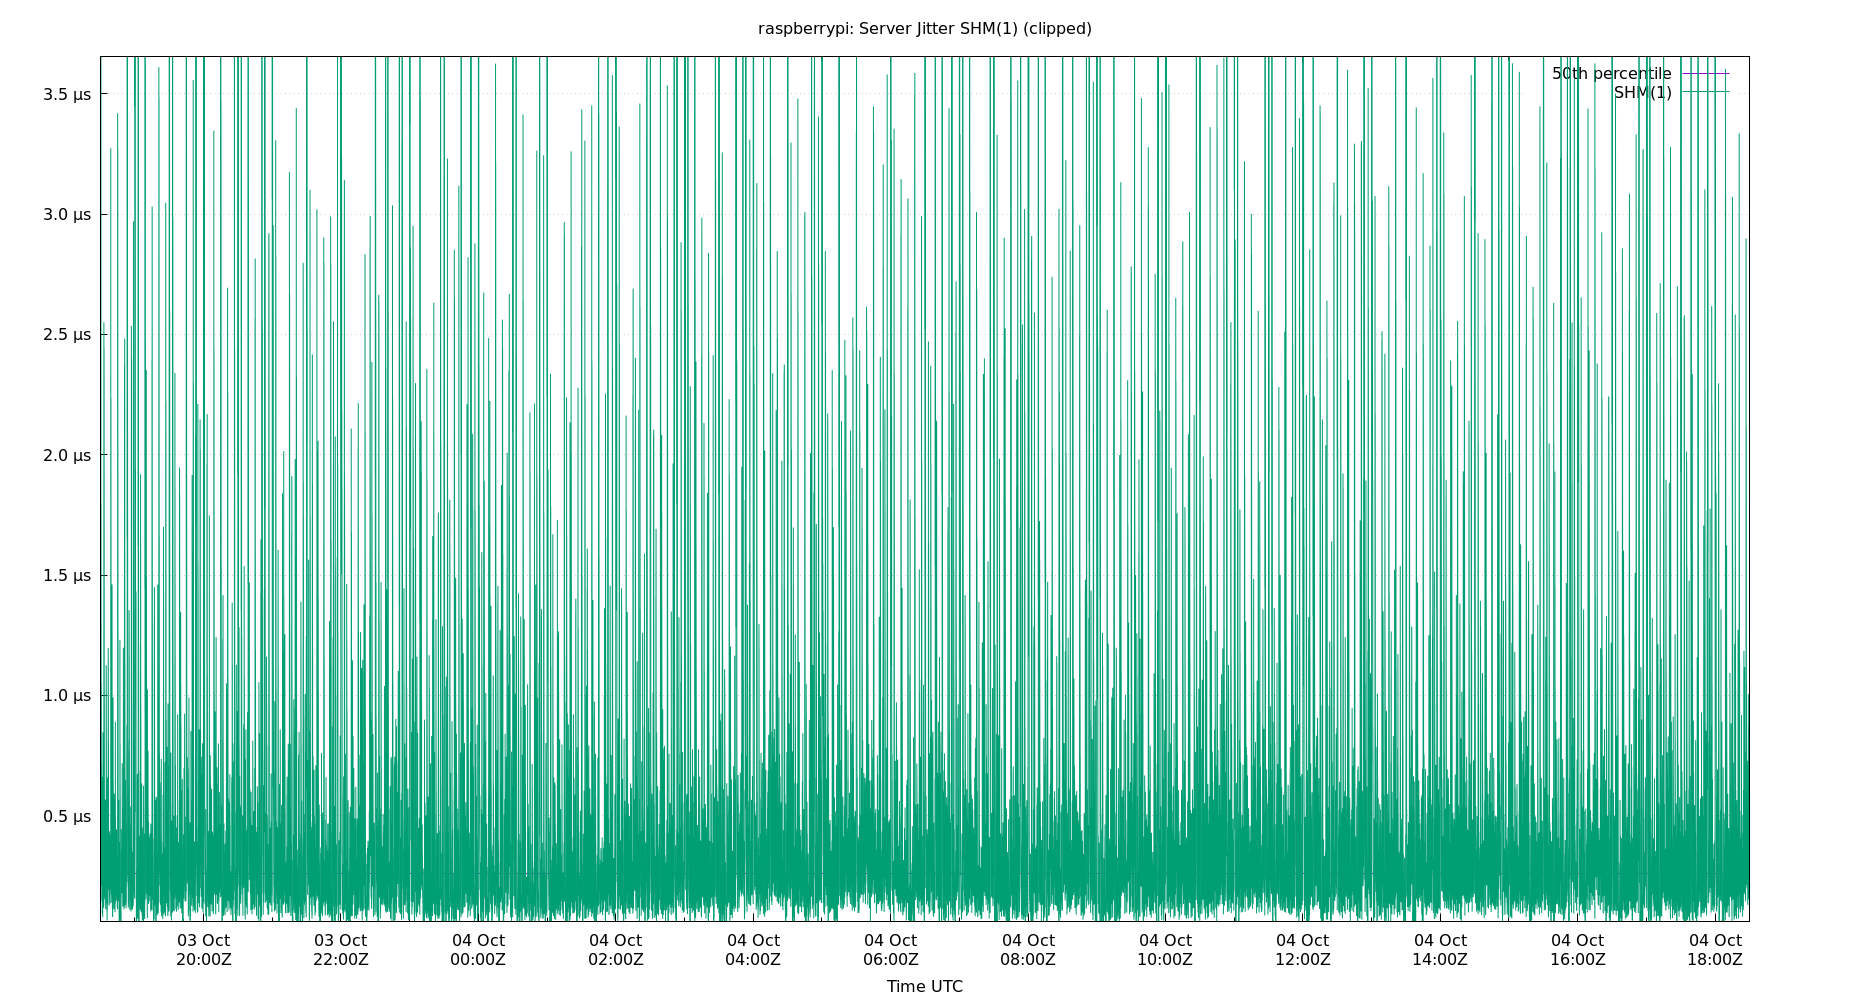 raspberrypi: Server Jitter SHM(1) (clipped)
50th percentile
SHM(1)
3.5 µs
3.0 µs
2.5 µs
2.0 µs
1.5 µs
1.0 µs
0.5 µs
03 Oct 03 Oct 04 Oct 04 Oct 04 Oct 04 Oct 04 Oct 04 Oct 04 Oct 04 Oct 04 Oct 04 Oct
20:00Z 22:00Z 00:00Z 02:00Z 04:00Z 06:00Z 08:00Z 10:00Z 12:00Z 14:00Z 16:00Z 18:00Z
Time UTC